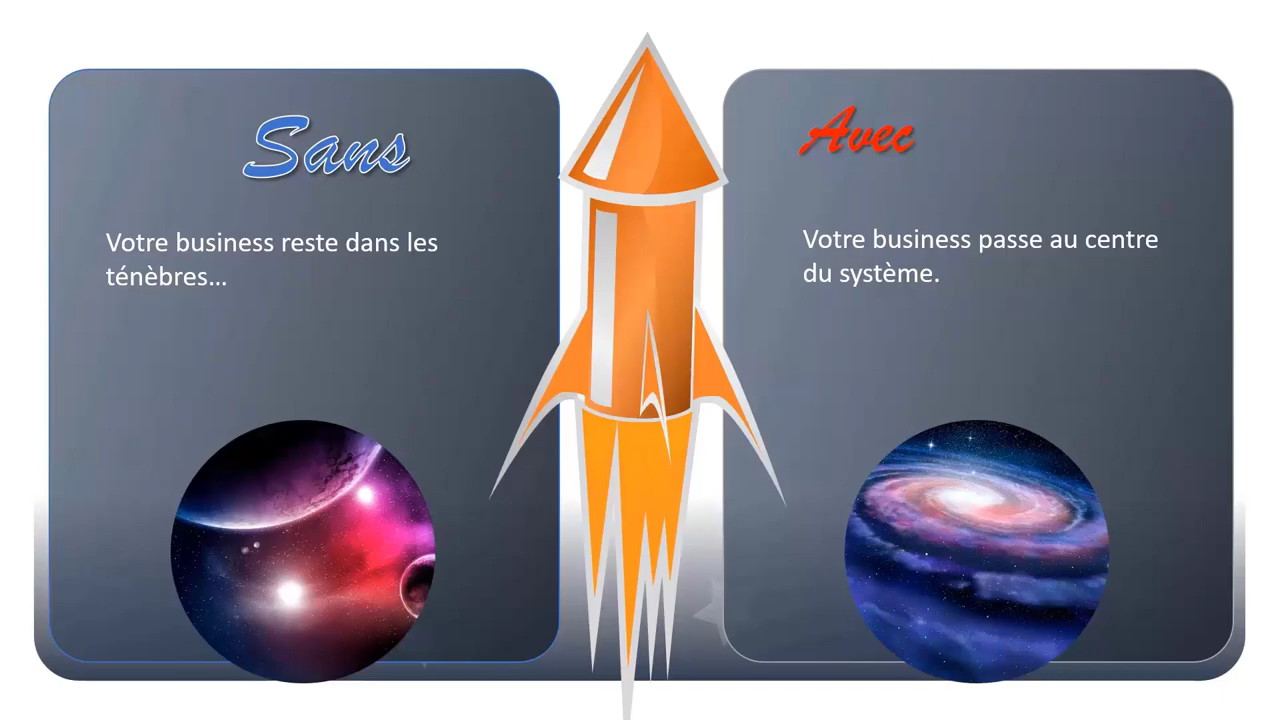 Sans
Votre business reste dans les
ténèbres...
Avec
Votre business passe au centre
du système.